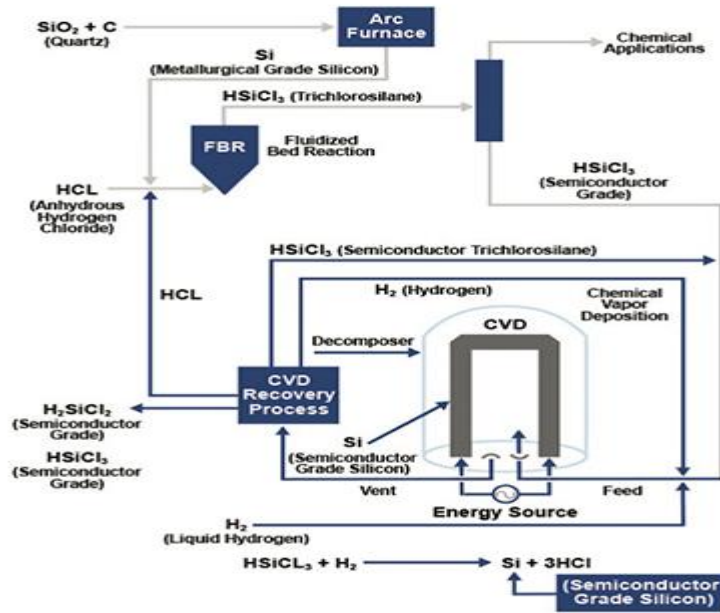 SiO₂ + C
(Quartz)
Arc
Furnace
Chemical
Applications
Si
(Metallurgical Grade Silicon)
HSiCl₃ (Trichlorosilane)
FBR
Fluidized
Bed Reaction
HSiCl₃
(Semiconductor
Grade)
HCL
(Anhydrous
Hydrogen
Chloride)
HSiCl₃ (Semiconductor Trichlorosilane)
HCL
H₂ (Hydrogen)
Chemical
Vapor
Deposition
CVD
Decomposer
CVD
Recovery
Process
H₂SiCl₂
(Semiconductor
Grade)
HSiCl₃
(Semiconductor
Grade)
Si
(Semiconductor
Grade Silicon)
Vent
Feed
Energy Source
H₂
(Liquid Hydrogen)
HSiCL₃ + H₂
Si + 3HCl
(Semiconductor
Grade Silicon)